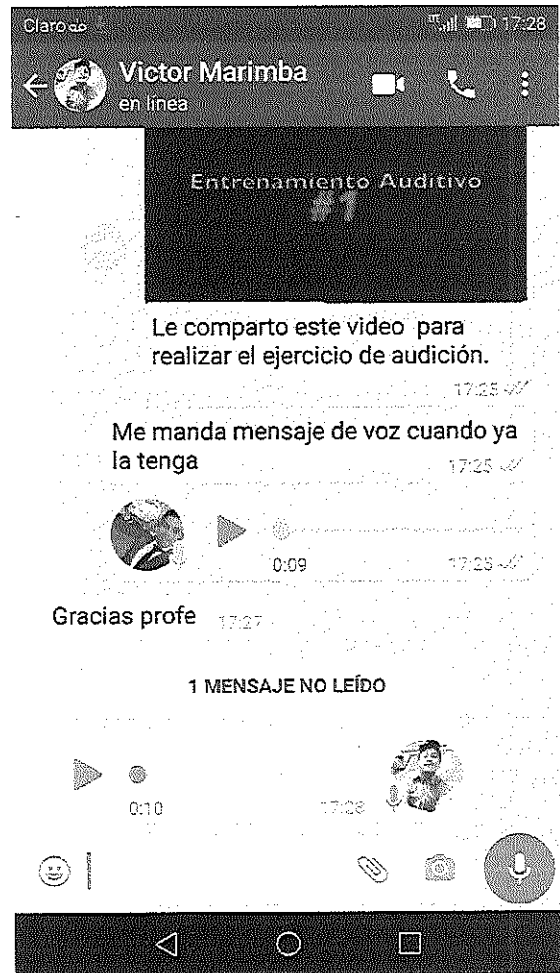 Claro
17:28
Victor Marimba
en línea
Entrenamiento Auditivo
#1
Le comparto este video para
realizar el ejercicio de audición.
17:25
Me manda mensaje de voz cuando ya
la tenga
17:25
0:09
Gracias profe
17:27
1 MENSAJE NO LEÍDO
0:10
17:28